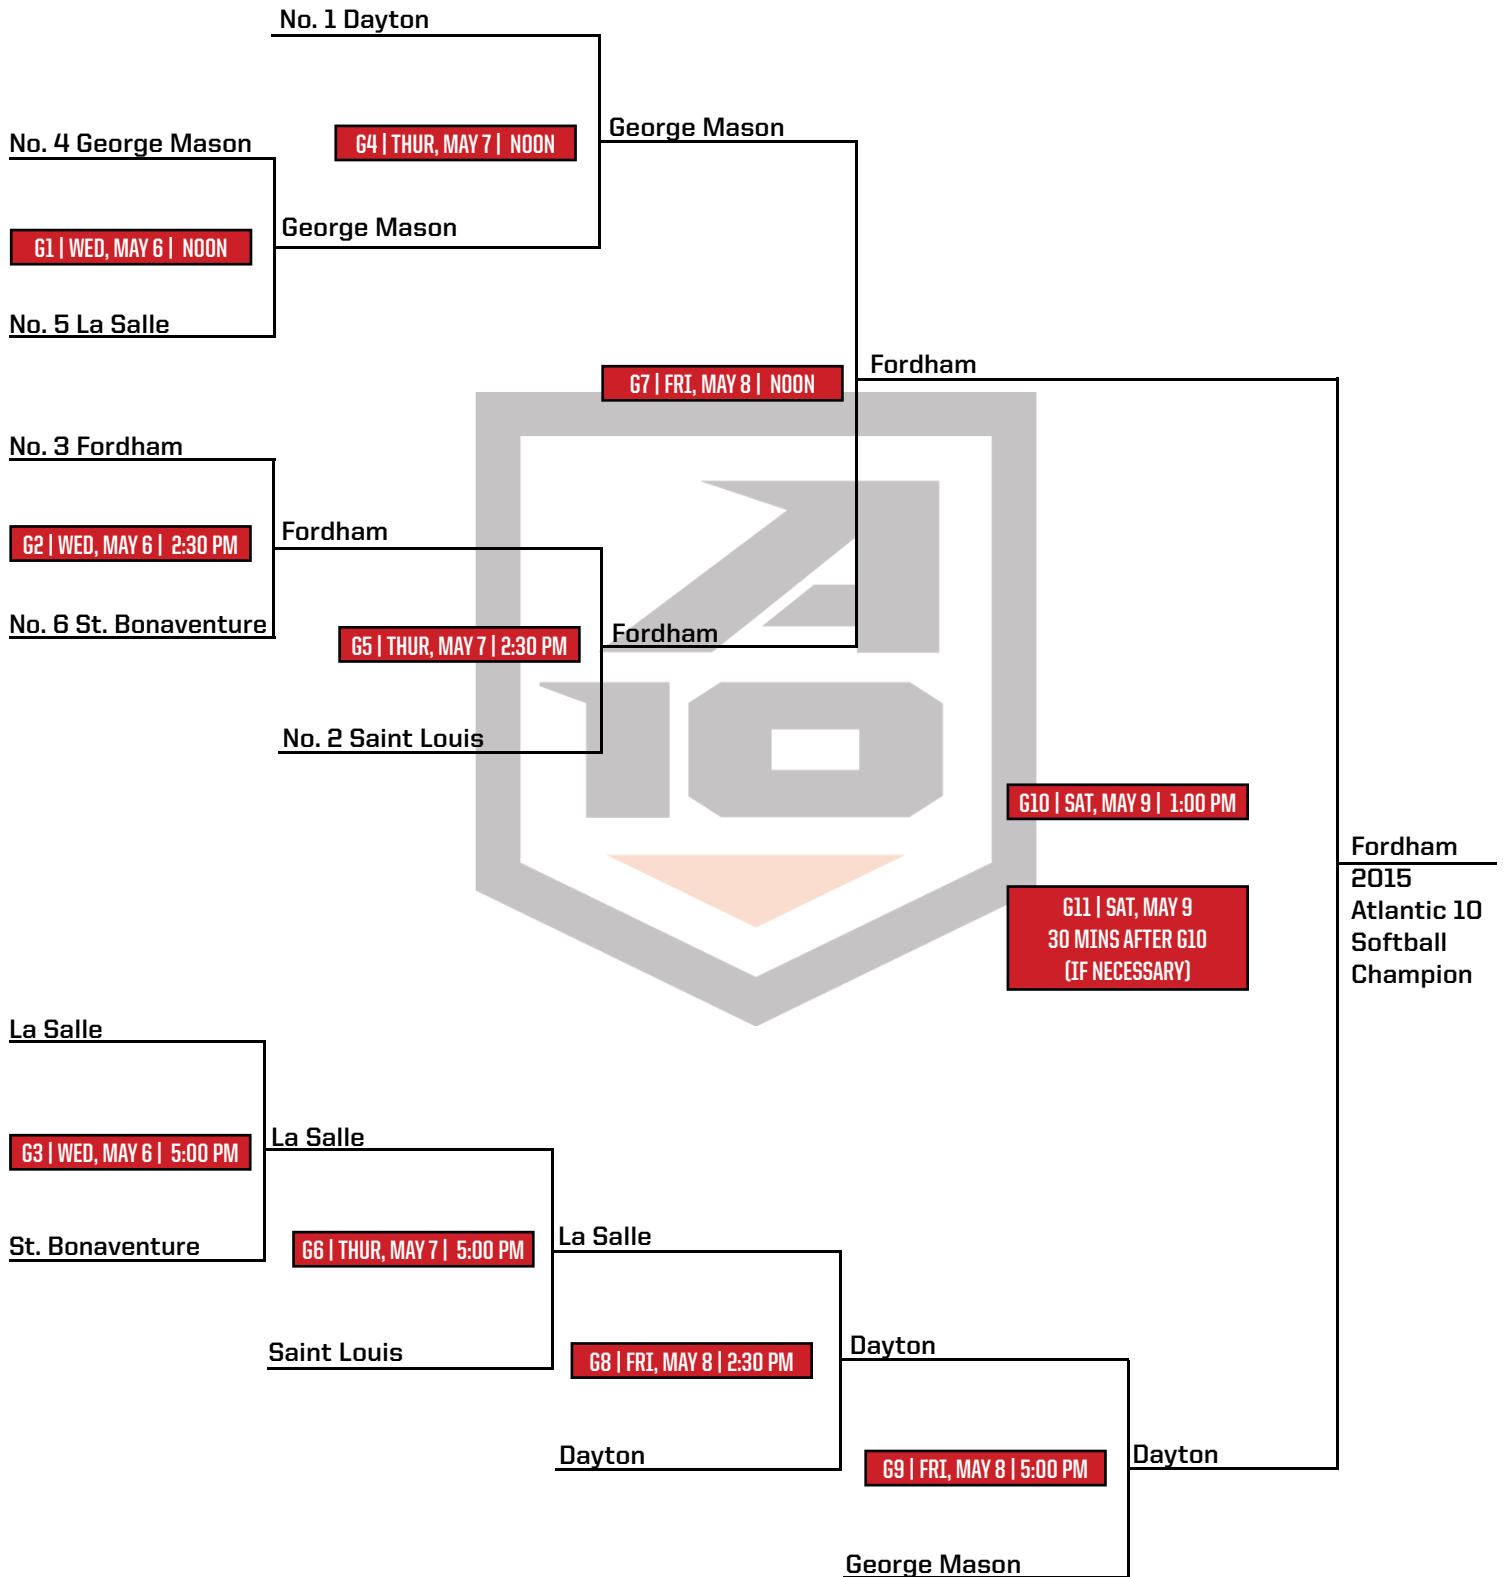 No. 1 Dayton
No. 4 George Mason
G4 | THUR, MAY 7 | NOON
George Mason
G1 | WED, MAY 6 | NOON
George Mason
No. 5 La Salle
G7 | FRI, MAY 8 | NOON
Fordham
No. 3 Fordham
G2 | WED, MAY 6 | 2:30 PM
Fordham
No. 6 St. Bonaventure
G5 | THUR, MAY 7 | 2:30 PM
Fordham
No. 2 Saint Louis
A
10
G10 | SAT, MAY 9 | 1:00 PM
G11 | SAT, MAY 9
30 MINS AFTER G10
(IF NECESSARY)
Fordham
2015
Atlantic 10
Softball
Champion
La Salle
G3 | WED, MAY 6 | 5:00 PM
La Salle
St. Bonaventure
G6 | THUR, MAY 7 | 5:00 PM
La Salle
Saint Louis
G8 | FRI, MAY 8 | 2:30 PM
Dayton
Dayton
G9 | FRI, MAY 8 | 5:00 PM
Dayton
George Mason